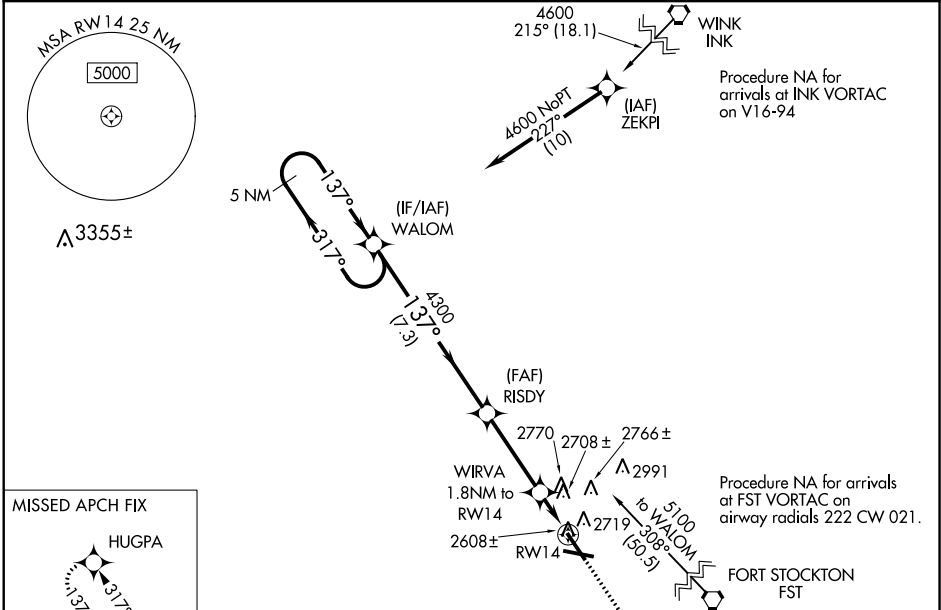 MSA RW14 25 NM
5000
3355±
4600
215° (18.1)
WINK
INK
Procedure NA for
arrivals at INK VORTAC
on V16-94
(IAF)
ZEKPI
4600 NoPT
227°
(10)
5 NM
137°
317°
(IF/IAF)
WALOM
4300
137°
(7.3)
(FAF)
RISDY
2770
2708±
2766±
2991
WIRVA
1.8NM to
RW14
2719
2608±
RW14
5100
to WALOM
308°
(50.5)
Procedure NA for arrivals
at FST VORTAC on
airway radials 222 CW 021.
FORT STOCKTON
FST
MISSED APCH FIX
HUGPA
137°
317°